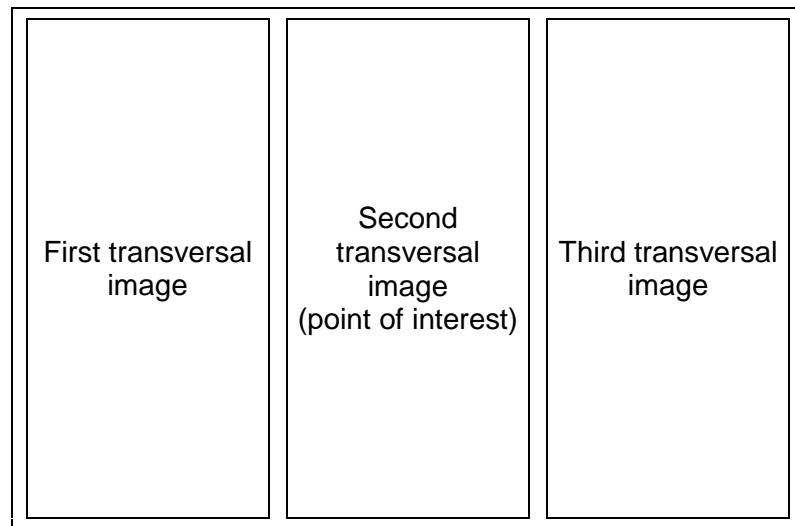 First transversal
image
Second
transversal
image
(point of interest)
Third transversal
image